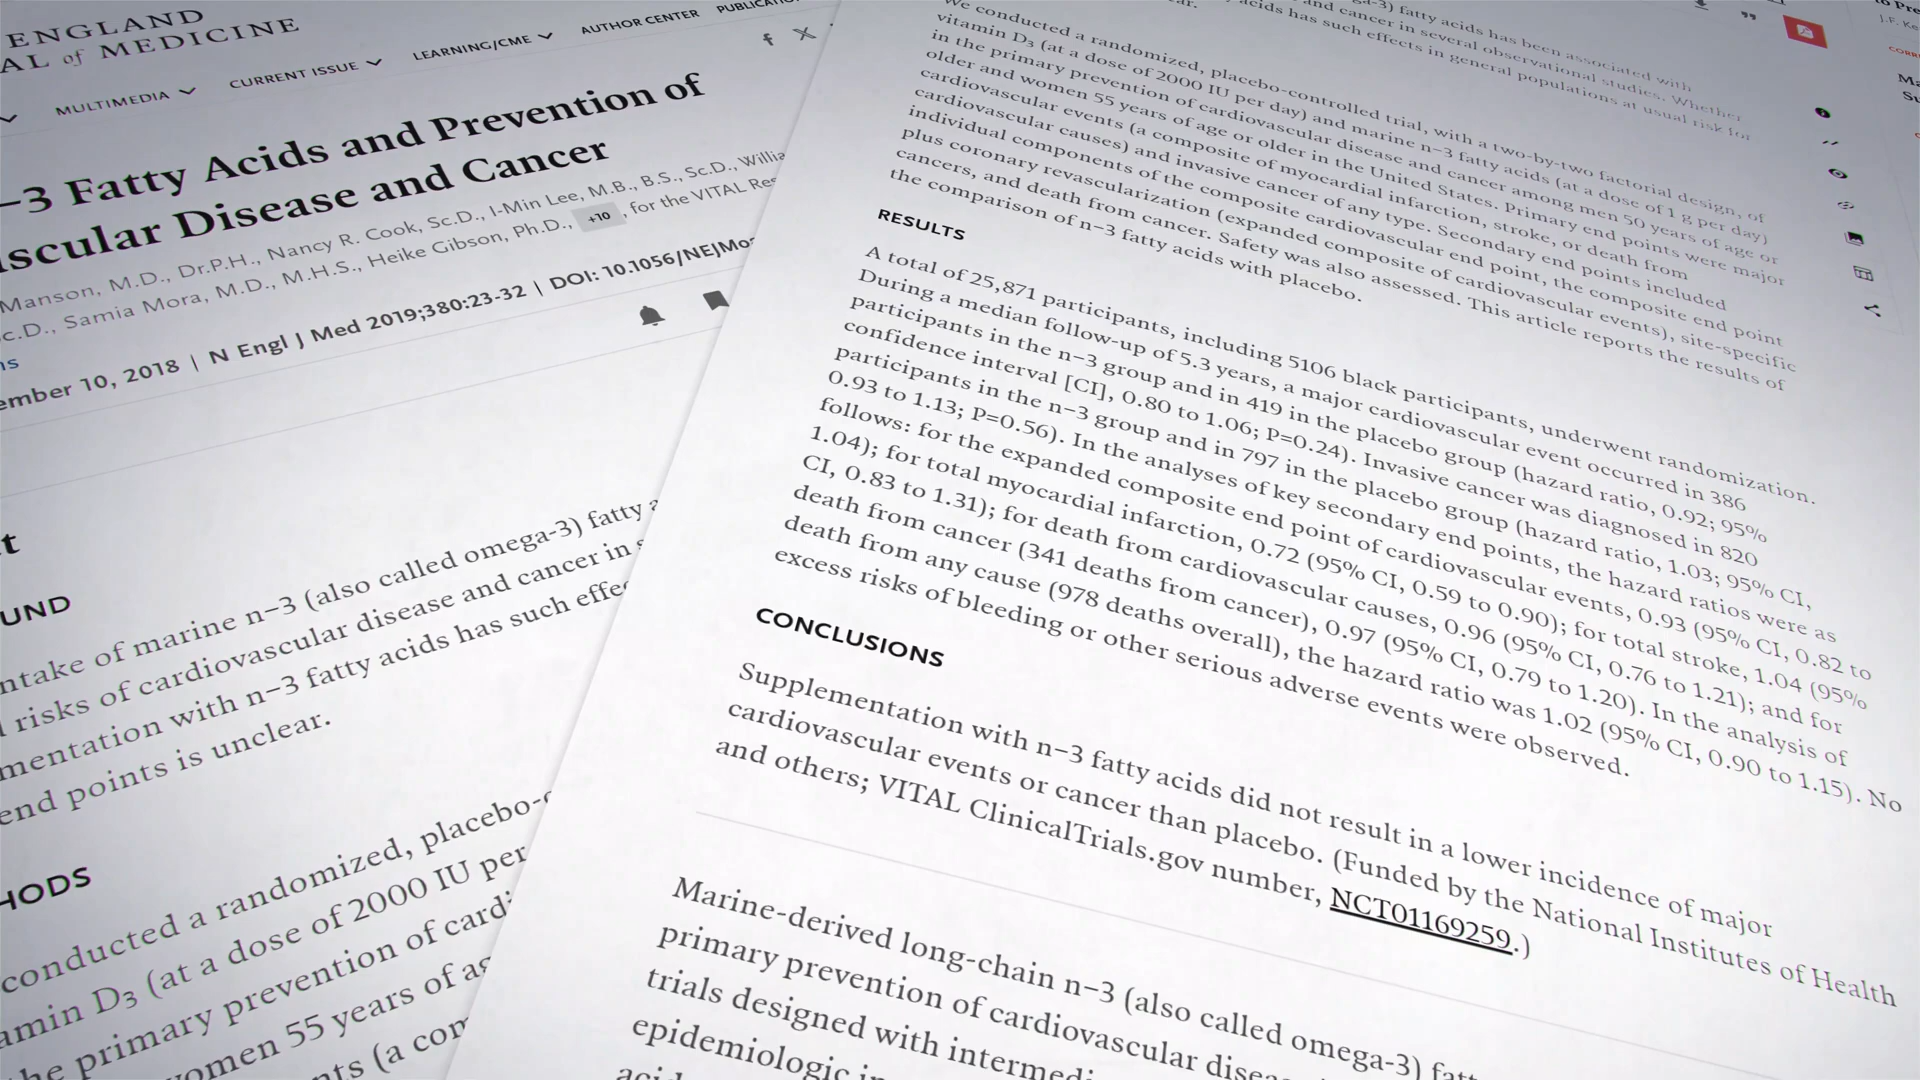 ENGLAND
AL of MEDICINE
MULTIMEDIA
CURRENT ISSUE
LEARNING/CME
AUTHOR CENTER
–3 Fatty Acids and Prevention of
scular Disease and Cancer
Manson, M.D., Dr.P.H., Nancy R. Cook, Sc.D., I-Min Lee, M.B., B.S., Sc.D.,
Samia Mora, M.D., M.H.S., Heike Gibson, Ph.D., +10 , for the VITAL
10, 2018 | N Engl J Med 2019;380:23-32 | DOI: 10.1056/NEJMo
UND
ntake of marine n−3 (also called omega-3) fatty
risks of cardiovascular disease and cancer in
mentation with n−3 fatty acids has such
end points is unclear.
HODS
conducted a randomized, placebo-
amin D3 (at a dose of 2000 IU per
the primary prevention of
women 55 years of
(a
fatty acids has been associated with
and cancer in several observational studies. Whether
acids has such effects in general populations at usual risk for
We conducted a randomized, placebo-controlled trial, with a two-by-two factorial design, of
vitamin D3 (at a dose of 2000 IU per day) and marine n−3 fatty acids (at a dose of 1 g per day)
in the primary prevention of cardiovascular disease and cancer among men 50 years of age or
older and women 55 years of age or older in the United States. Primary end points were major
cardiovascular events (a composite of myocardial infarction, stroke, or death from
cardiovascular causes) and invasive cancer of any type. Secondary end points included
individual components of the composite cardiovascular end point, the composite end point
plus coronary revascularization (expanded composite of cardiovascular events), site-specific
cancers, and death from cancer. Safety was also assessed. This article reports the results of
the comparison of n−3 fatty acids with placebo.
RESULTS
A total of 25,871 participants, including 5106 black participants, underwent randomization.
During a median follow-up of 5.3 years, a major cardiovascular event occurred in 386
participants in the n−3 group and in 419 in the placebo group (hazard ratio, 0.92; 95%
confidence interval [CI], 0.80 to 1.06; P=0.24). Invasive cancer was diagnosed in 820
participants in the n−3 group and in 797 in the placebo group (hazard ratio, 1.03; 95% CI,
0.93 to 1.13; P=0.56). In the analyses of key secondary end points, the hazard ratios were as
follows: for the expanded composite end point of cardiovascular events, 0.93 (95% CI, 0.82 to
1.04); for total myocardial infarction, 0.72 (95% CI, 0.59 to 0.90); for total stroke, 1.04 (95%
CI, 0.83 to 1.31); for death from cardiovascular causes, 0.96 (95% CI, 0.76 to 1.21); and for
death from cancer (341 deaths from cancer), 0.97 (95% CI, 0.79 to 1.20). In the analysis of
death from any cause (978 deaths overall), the hazard ratio was 1.02 (95% CI, 0.90 to 1.15). No
excess risks of bleeding or other serious adverse events were observed.
CONCLUSIONS
Supplementation with n−3 fatty acids did not result in a lower incidence of major
cardiovascular events or cancer than placebo. (Funded by the National Institutes of Health
and others; VITAL ClinicalTrials.gov number, NCT01169259.)
Marine-derived long-chain n−3 (also called omega-3)
primary prevention of cardiovascular
trials designed with
epidemiologic